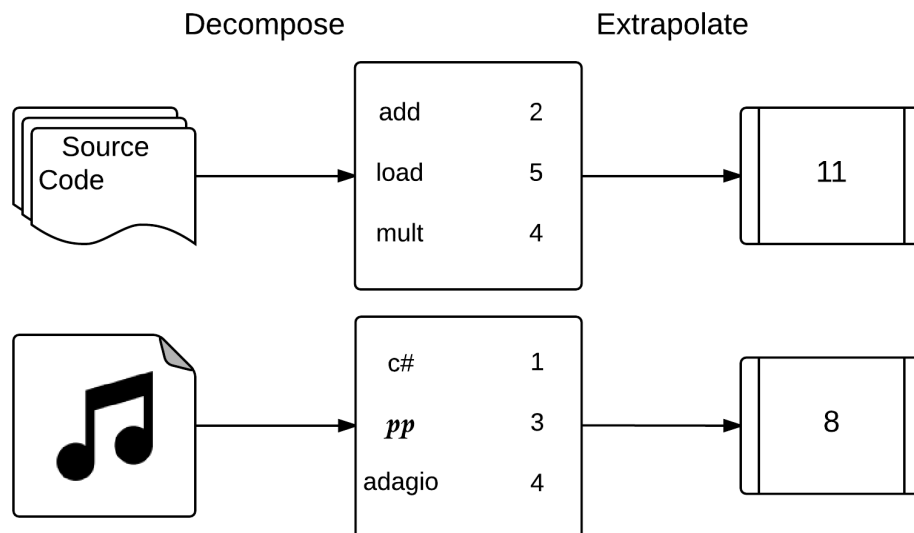 Decompose Extrapolate
Source
Code
add 2
load 5
mult 4
11
c# 1
pp 3
adagio 4
8